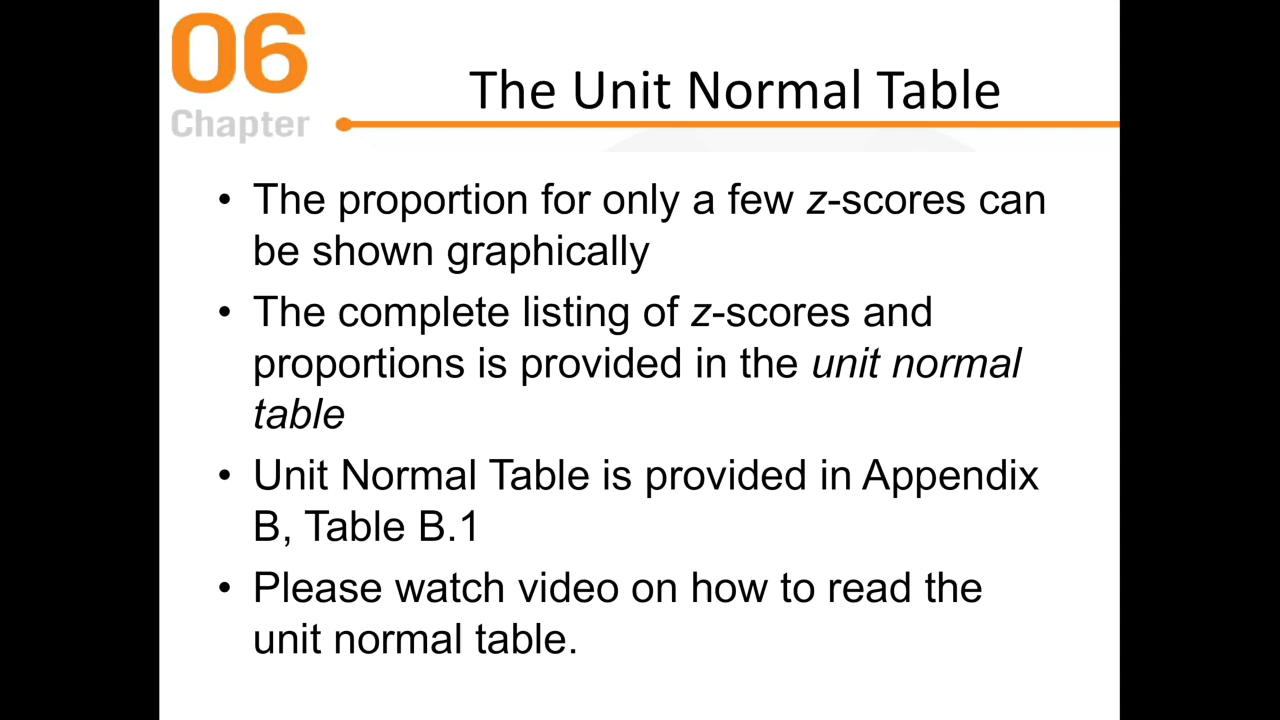 06
Chapter
The Unit Normal Table
• The proportion for only a few z-scores can
be shown graphically
• The complete listing of z-scores and
proportions is provided in the unit normal
table
• Unit Normal Table is provided in Appendix
B, Table B.1
• Please watch video on how to read the
unit normal table.